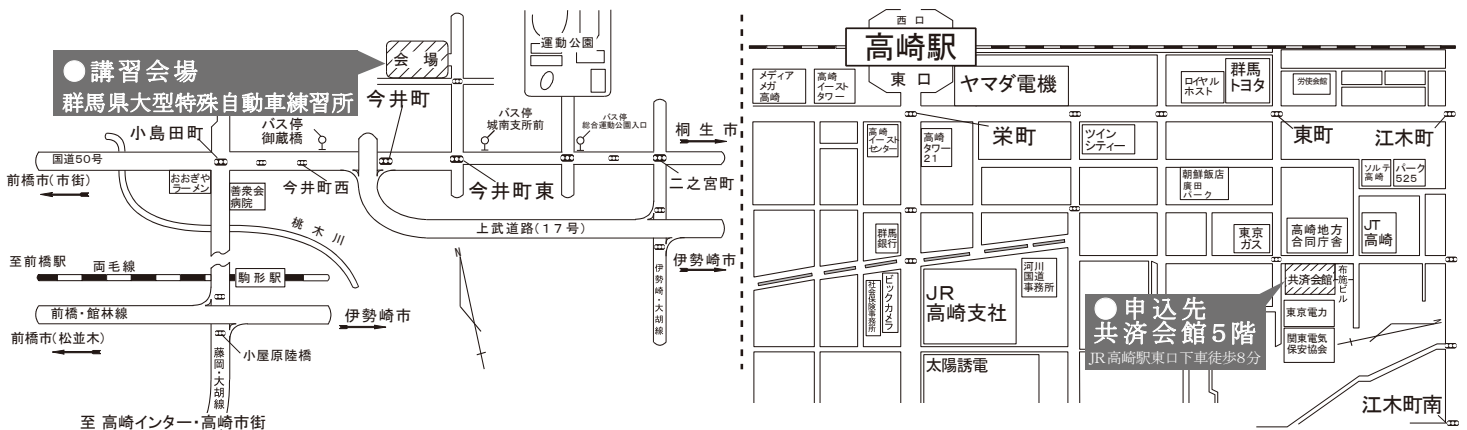 ●講習会場
群馬県大型特殊自動車練習所
会場
運動公園
今井町
小島田町
バス停
御蔵橋
バス停
城南支所前
バス停
総合運動公園入口
桐生市
国道50号
前橋市(市街)
おおぎや
ラーメン
善衆会
病院
今井町西
今井町東
二之宮町
桃木川
上武道路(17号)
至前橋駅
両毛線
駒形駅
伊勢崎・大胡線
伊勢崎市
前橋・館林線
伊勢崎市
前橋市(松並木)
小屋原陸橋
藤岡・大胡線
至 高崎インター・高崎市街
N
西口
高崎駅
東口
メディア
メガ
高崎
高崎
イースト
タワー
ヤマダ電機
ロイヤル
ホスト
群馬
トヨタ
労使会館
栄町
東町
江木町
高崎
イースト
センター
高崎
タワー
21
ツイン
シティー
朝鮮飯店
廣田
パーク
ソルテ
高崎
パーク
525
群馬
銀行
東京
ガス
高崎地方
合同庁舎
JT
高崎
社会保険事務所
ビックカメラ
JR
高崎支社
河川
国道
事務所
共済会館
布施ビル
●申込先
共済会館5階
JR高崎駅東口下車徒歩8分
東京電力
関東電気
保安協会
太陽誘電
江木町南